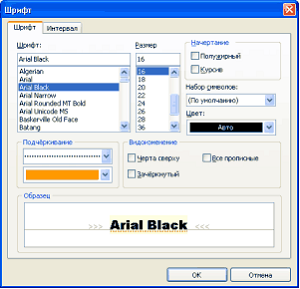 Шрифт
Шрифт Интервал
Шрифт: Размер Начертание
Arial Black 16 Полужирный
Курсив
Algerian 16
Arial 18
Arial Black 20
Arial Narrow 22
Arial Rounded MT Bold 24
Arial Unicode MS 26
Baskerville Old Face 28
Batang 36
Набор символов:
(По умолчанию)
Цвет:
Авто
Подчёркивание Видоизменение
Черта сверху Все прописные
Зачёркнутый
Образец
>>> Arial Black <<<
OK Отмена